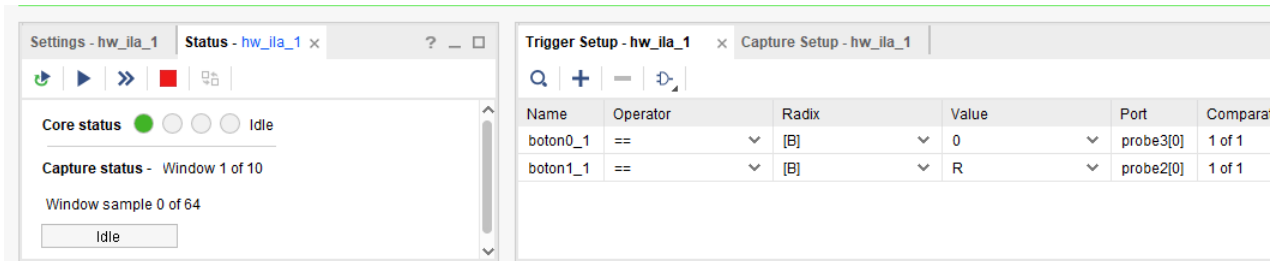 Settings - hw_ila_1 Status - hw_ila_1 × ? _ □
Core status Idle
Capture status - Window 1 of 10
Window sample 0 of 64
Idle
Trigger Setup - hw_ila_1 × Capture Setup - hw_ila_1
Name Operator Radix Value Port Comparat
boton0_1 == [B] 0 probe3[0] 1 of 1
boton1_1 == [B] R probe2[0] 1 of 1